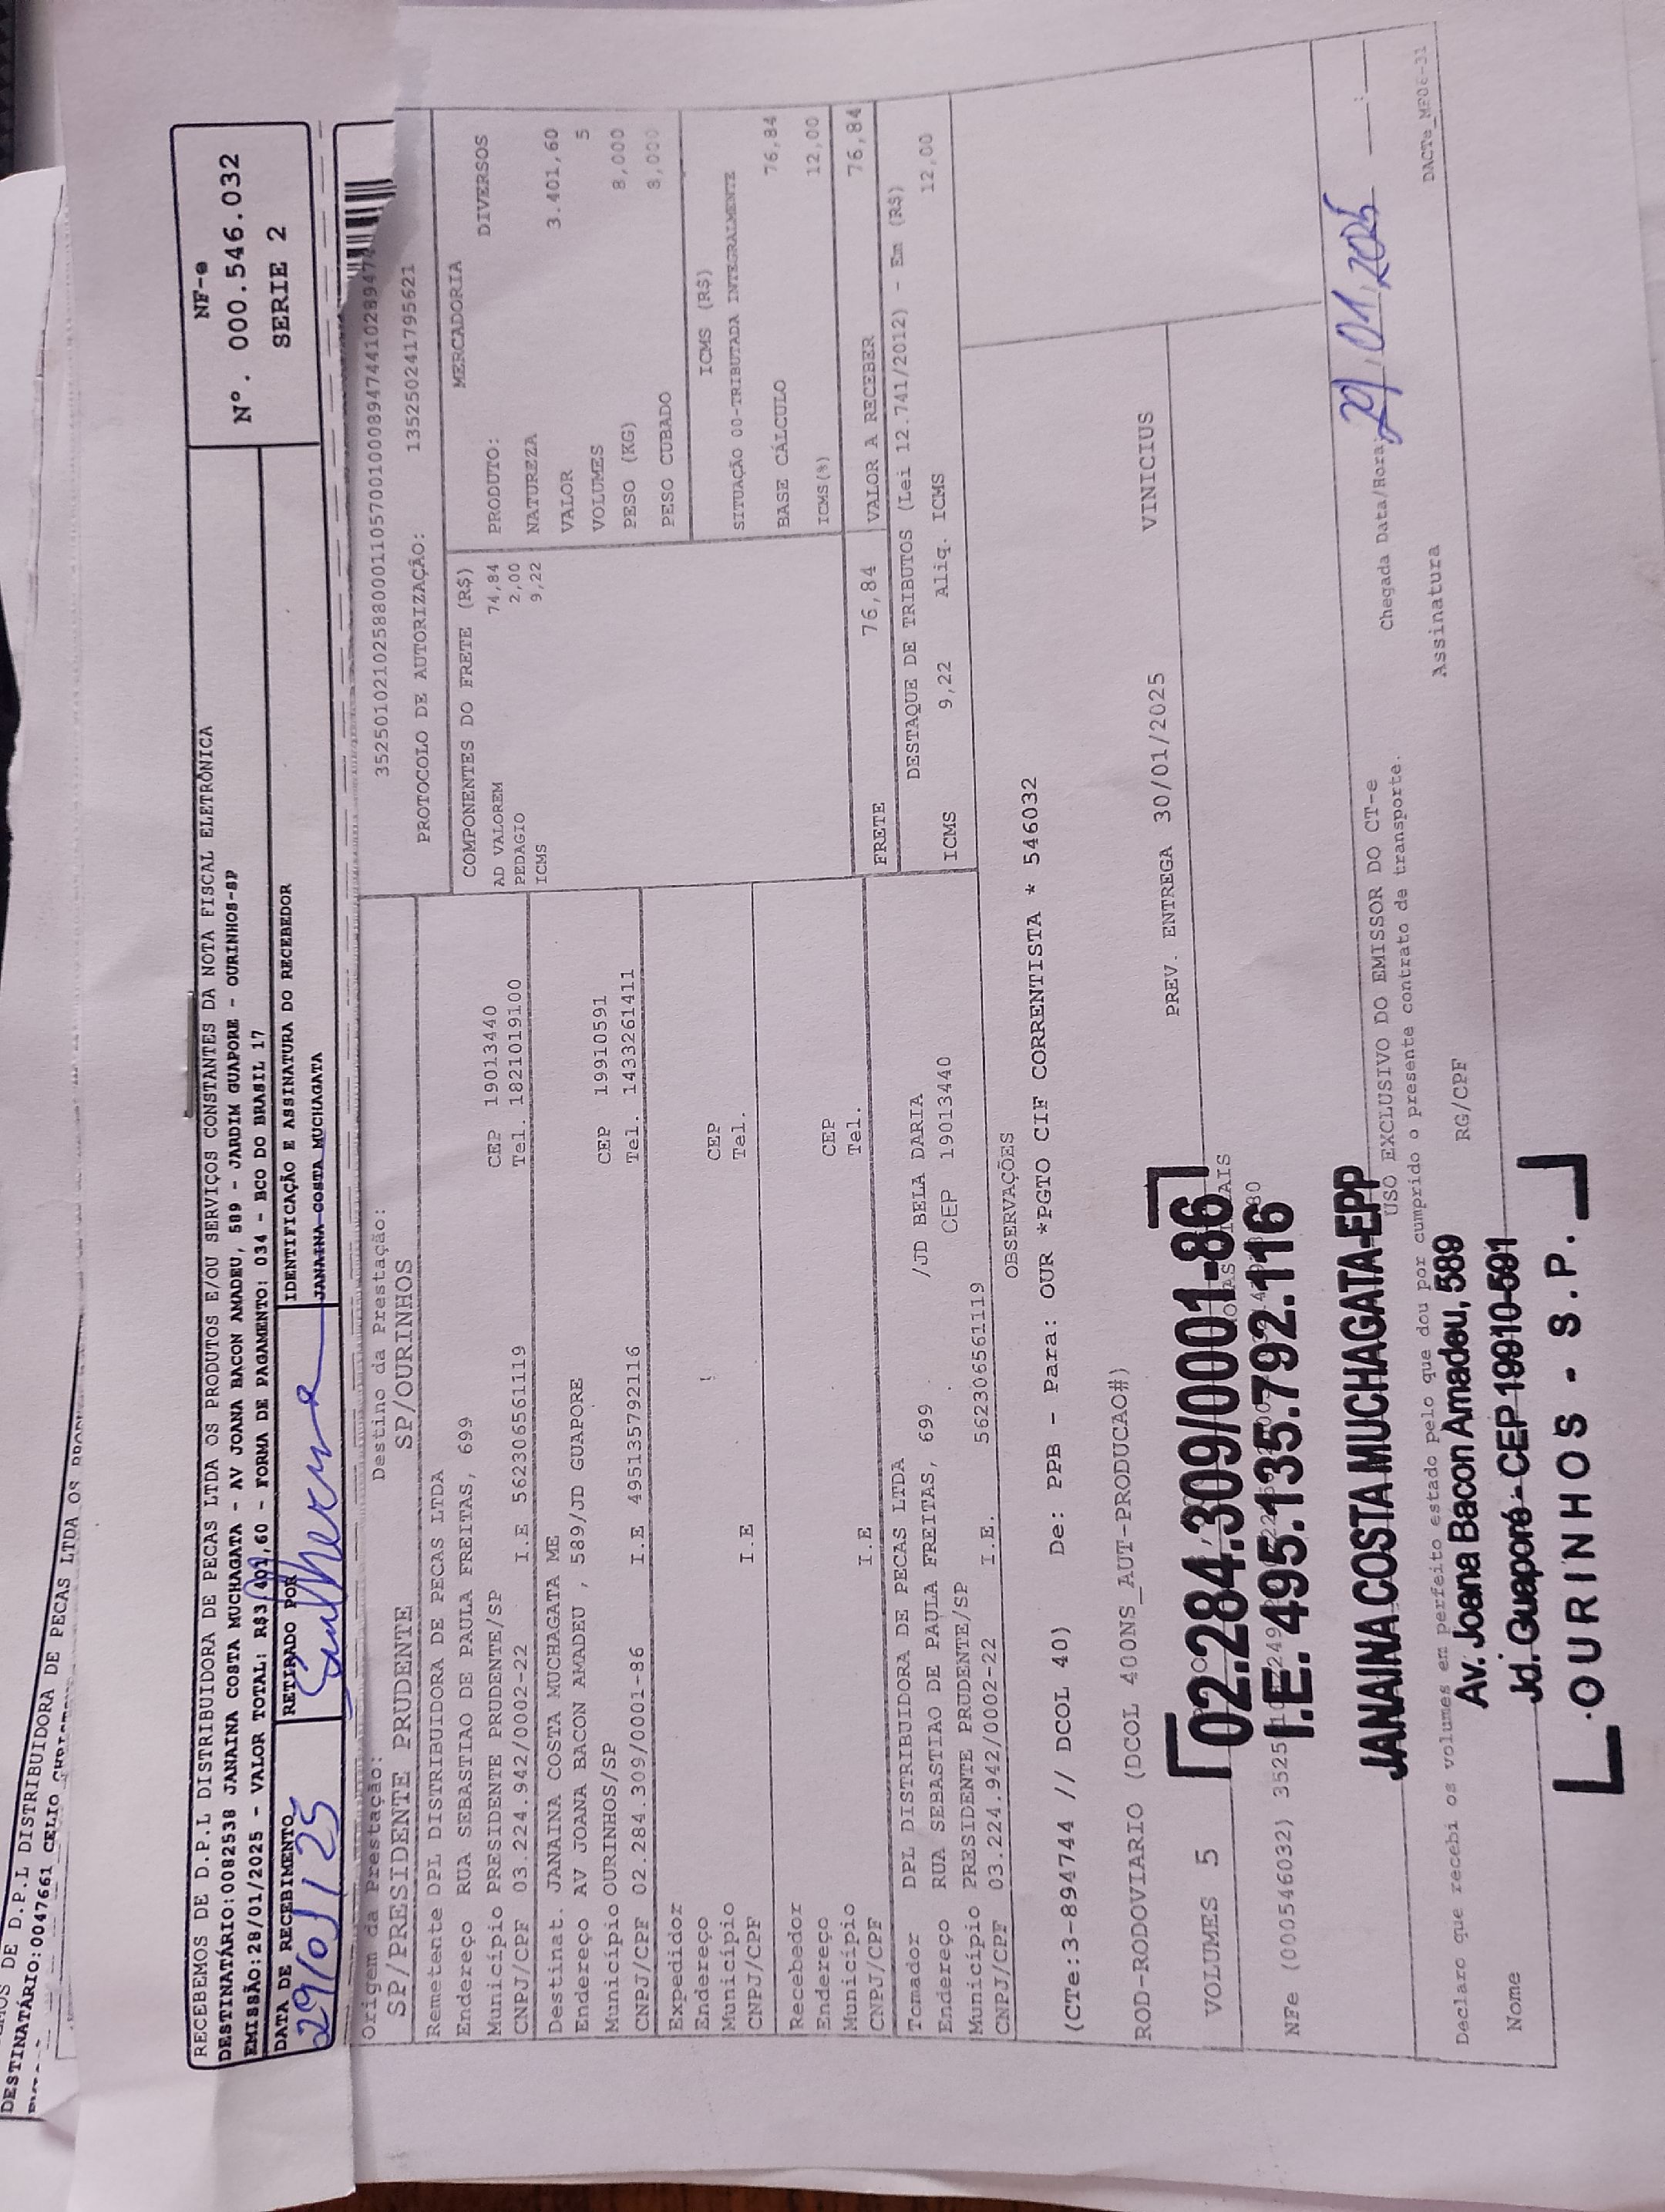 DE D.P.L DISTRIBUIDORA DE PECAS LTDA OS
DESTINATÁRIO:0047661 CELIO
RECEBEMOS DE D.P.L DISTRIBUIDORA DE PECAS LTDA OS PRODUTOS E/OU SERVIÇOS CONSTANTES DA NOTA FISCAL ELETRÔNICA
DESTINATÁRIO:0082538 JANAINA COSTA MUCHAGATA - AV JOANA BACON AMADEU, 589 - JARDIM GUAPORE - OURINHOS-SP
EMISSÃO:28/01/2025 - VALOR TOTAL: R$3.401,60 - FORMA DE PAGAMENTO: 034 - BCO DO BRASIL 17
NF-e
Nº. 000.546.032
SERIE 2
DATA DE RECEBIMENTO
29/01/25
RETIRADO POR
IDENTIFICAÇÃO E ASSINATURA DO RECEBEDOR
JANAINA COSTA MUCHAGATA
Origem da Prestação:
SP/PRESIDENTE PRUDENTE
Destino da Prestação:
SP/OURINHOS
PROTOCOLO DE AUTORIZAÇÃO: 135250241795621
Remetente DPL DISTRIBUIDORA DE PECAS LTDA
Endereço RUA SEBASTIAO DE PAULA FREITAS, 699
Município PRESIDENTE PRUDENTE/SP CEP 19013440
CNPJ/CPF 03.224.942/0002-22 I.E 562306561119 Tel. 1821019100
Destinat. JANAINA COSTA MUCHAGATA ME
Endereço AV JOANA BACON AMADEU , 589/JD GUAPORE
Município OURINHOS/SP CEP 19910591
CNPJ/CPF 02.284.309/0001-86 I.E 495135792116 Tel. 1433261411
Expedidor
Endereço
Município CEP
CNPJ/CPF I.E Tel.
Recebedor
Endereço
Município CEP
CNPJ/CPF I.E Tel.
Tomador DPL DISTRIBUIDORA DE PECAS LTDA
Endereço RUA SEBASTIAO DE PAULA FREITAS, 699 /JD BELA DARIA
Município PRESIDENTE PRUDENTE/SP CEP 19013440
CNPJ/CPF 03.224.942/0002-22 I.E. 562306561119
COMPONENTES DO FRETE (R$)
AD VALOREM 74,84
PEDAGIO 2,00
ICMS 9,22
MERCADORIA
PRODUTO: DIVERSOS
NATUREZA
VALOR 3.401,60
VOLUMES 5
PESO (KG) 8,000
PESO CUBADO 8,000
ICMS (R$)
SITUAÇÃO 00-TRIBUTADA INTEGRALMENTE
BASE CÁLCULO 76,84
ICMS(%) 12,00
FRETE 76,84 VALOR A RECEBER 76,84
DESTAQUE DE TRIBUTOS (Lei 12.741/2012) - Em (R$)
ICMS 9,22 Aliq. ICMS 12,00
OBSERVAÇÕES
(CTe:3-894744 // DCOL 40) De: PPB - Para: OUR *PGTO CIF CORRENTISTA * 546032
ROD-RODOVIARIO (DCOL 400NS_AUT-PRODUCAO#)
VOLUMES 5 PREV. ENTREGA 30/01/2025 VINICIUS
NFe (000546032)
02.284.309/0001-86
I.E. 495.135.792.116
JANAINA COSTA MUCHAGATA-EPP
Av. Joana Bacon Amadeu, 589
Jd. Guaporé - CEP 19910-591
OURINHOS - S.P.
USO EXCLUSIVO DO EMISSOR DO CT-e
Chegada Data/Hora 29/01/2025
Declaro que recebi os volumes em perfeito estado pelo que dou por cumprido o presente contrato de transporte.
Nome RG/CPF Assinatura
DACTe_MP06-31